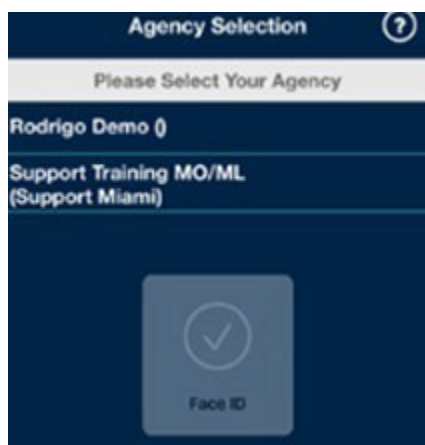 Agency Selection
?
Please Select Your Agency
Rodrigo Demo ()
Support Training MO/ML
(Support Miami)
Face ID